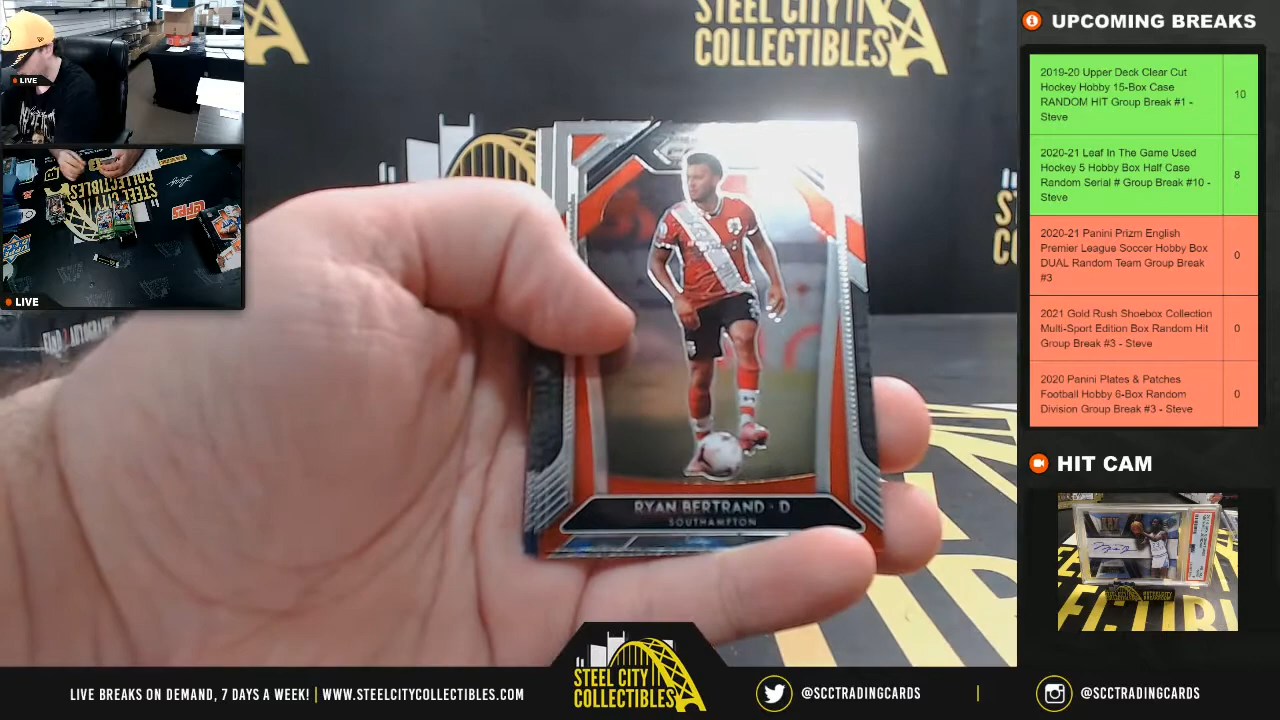 LIVE
LIVE
STEEL CITY
COLLECTIBLES
RYAN BERTRAND · D
SOUTHAMPTON
UPCOMING BREAKS
2019-20 Upper Deck Clear Cut
Hockey Hobby 15-Box Case
RANDOM HIT Group Break #1 -
Steve
10
2020-21 Leaf In The Game Used
Hockey 5 Hobby Box Half Case
Random Serial # Group Break #10 -
Steve
8
2020-21 Panini Prizm English
Premier League Soccer Hobby Box
DUAL Random Team Group Break
#3
0
2021 Gold Rush Shoebox Collection
Multi-Sport Edition Box Random Hit
Group Break #3 - Steve
0
2020 Panini Plates & Patches
Football Hobby 6-Box Random
Division Group Break #3 - Steve
0
HIT CAM
LIVE BREAKS ON DEMAND, 7 DAYS A WEEK! | WWW.STEELCITYCOLLECTIBLES.COM
STEEL CITY
COLLECTIBLES
@SCCTRADINGCARDS
@SCCTRADINGCARDS